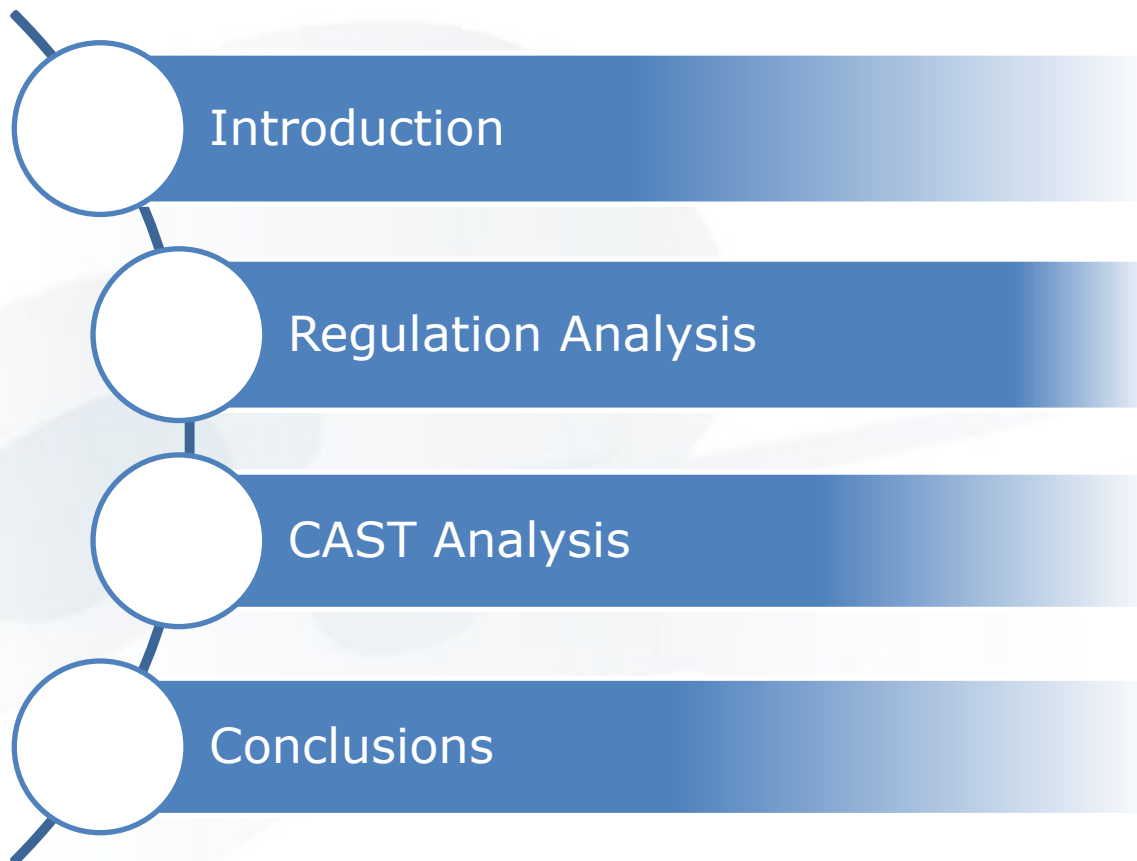 Introduction
Regulation Analysis
CAST Analysis
Conclusions